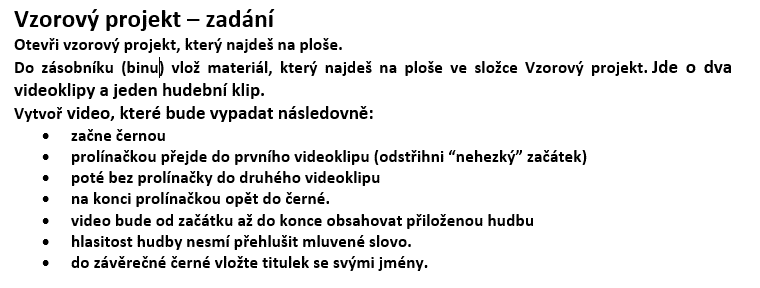 Vzorový projekt – zadání
Otevři vzorový projekt, který najdeš na ploše.
Do zásobníku (binu) vlož materiál, který najdeš na ploše ve složce Vzorový projekt. Jde o dva
videoklipy a jeden hudební klip.
Vytvoř video, které bude vypadat následovně:
• začne černou
• prolínačkou přejde do prvního videoklipu (odstřihni “nehezký” začátek)
• poté bez prolínačky do druhého videoklipu
• na konci prolínačkou opět do černé.
• video bude od začátku až do konce obsahovat přiloženou hudbu
• hlasitost hudby nesmí přehlušit mluvené slovo.
• do závěrečné černé vložte titulek se svými jmény.